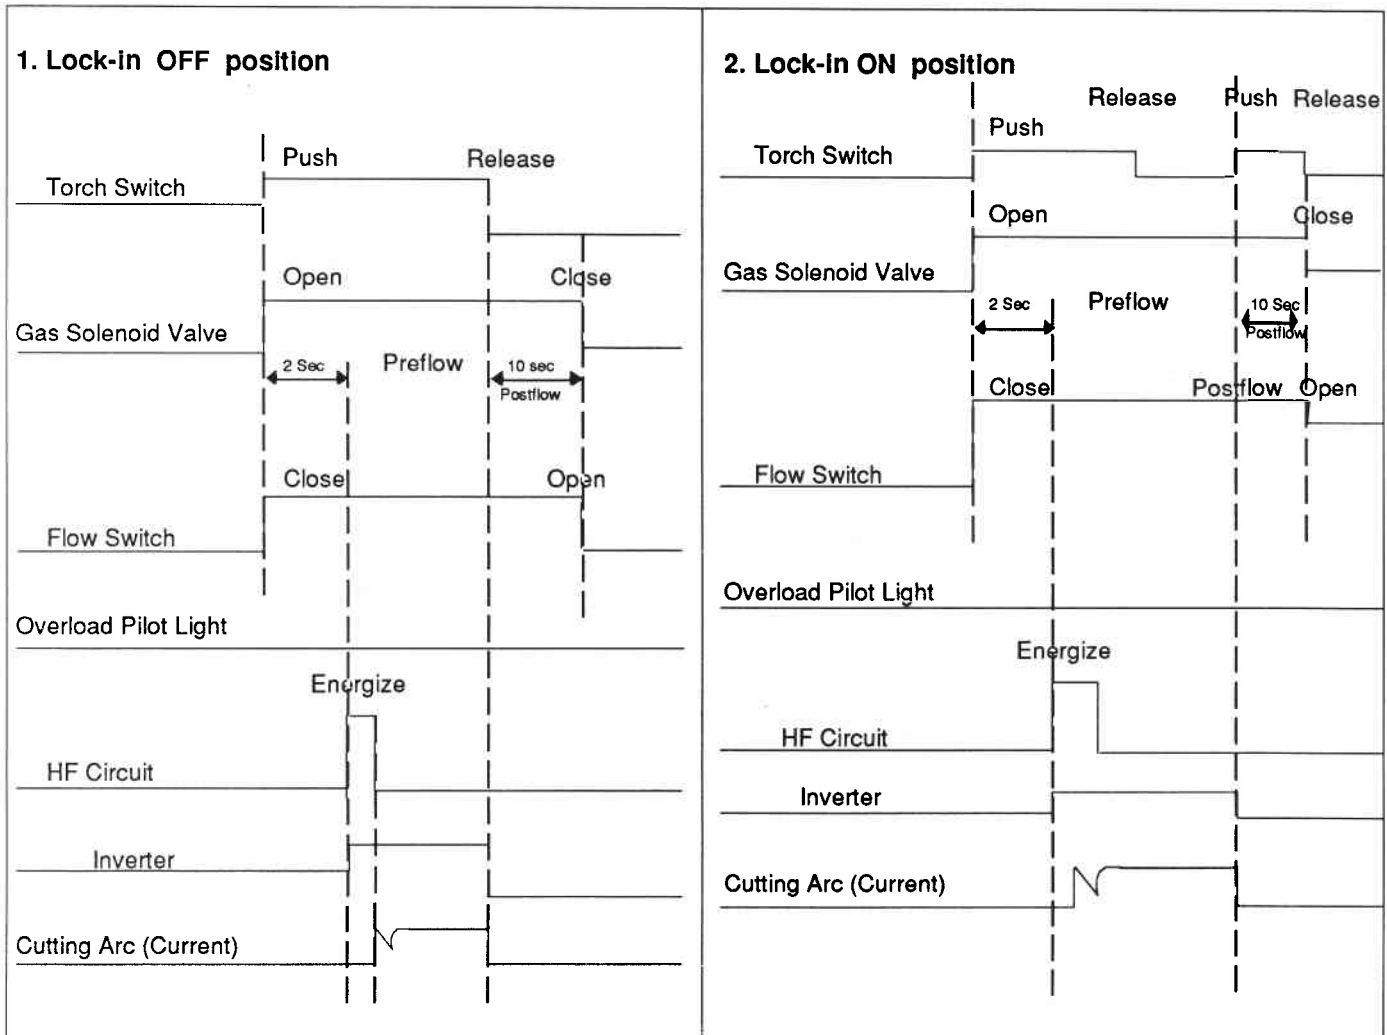 1. Lock-in OFF position
Push
Release
Torch Switch
Open
Close
Gas Solenoid Valve
2 Sec
Preflow
10 sec
Postflow
Close
Open
Flow Switch
Overload Pilot Light
Energize
HF Circuit
Inverter
Cutting Arc (Current)
2. Lock-in ON position
Release
Push
Release
Push
Torch Switch
Open
Close
Gas Solenoid Valve
2 Sec
Preflow
10 Sec
Postflow
Close
Postflow
Open
Flow Switch
Overload Pilot Light
Energize
HF Circuit
Inverter
Cutting Arc (Current)